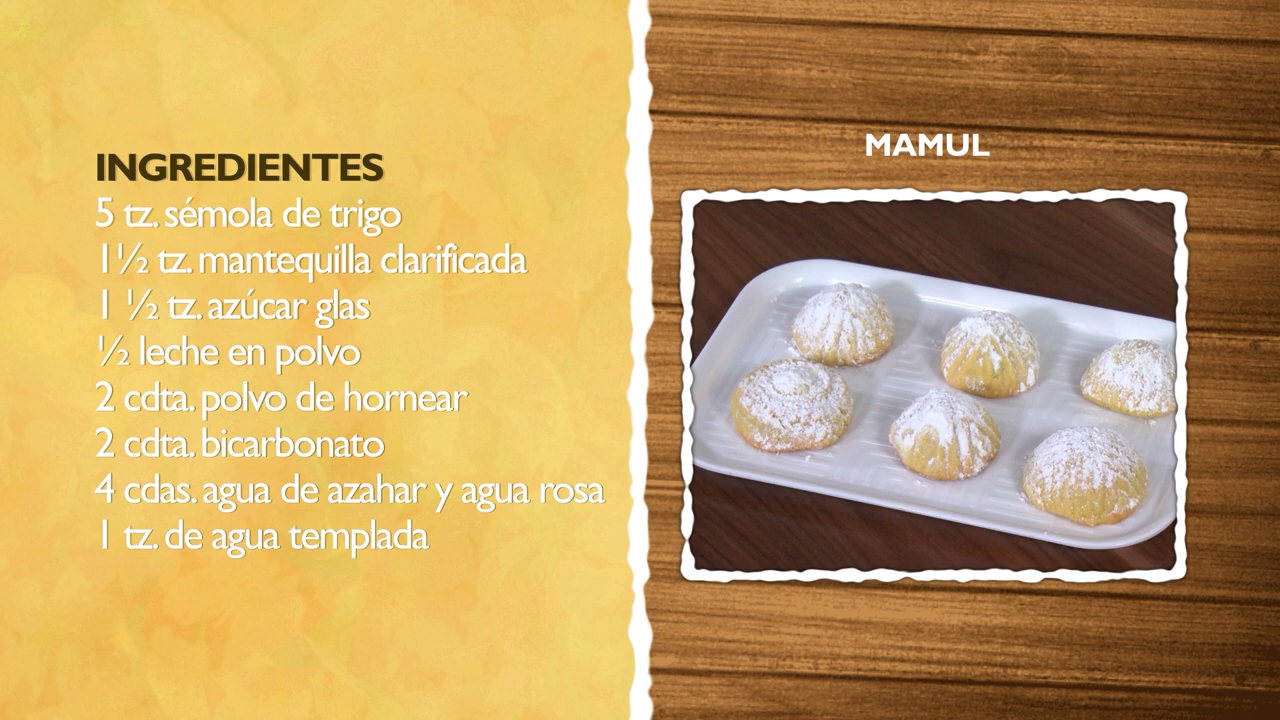 INGREDIENTES
5 tz. sémola de trigo
1½ tz. mantequilla clarificada
1 ½ tz. azúcar glas
½ leche en polvo
2 cdta. polvo de hornear
2 cdta. bicarbonato
4 cdas. agua de azahar y agua rosa
1 tz. de agua templada
MAMUL